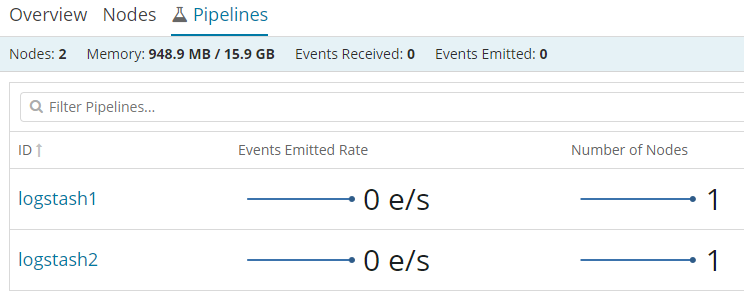 Overview Nodes Pipelines
Nodes: 2 Memory: 948.9 MB / 15.9 GB Events Received: 0 Events Emitted: 0
Filter Pipelines...
ID Events Emitted Rate Number of Nodes
logstash1 0 e/s 1
logstash2 0 e/s 1